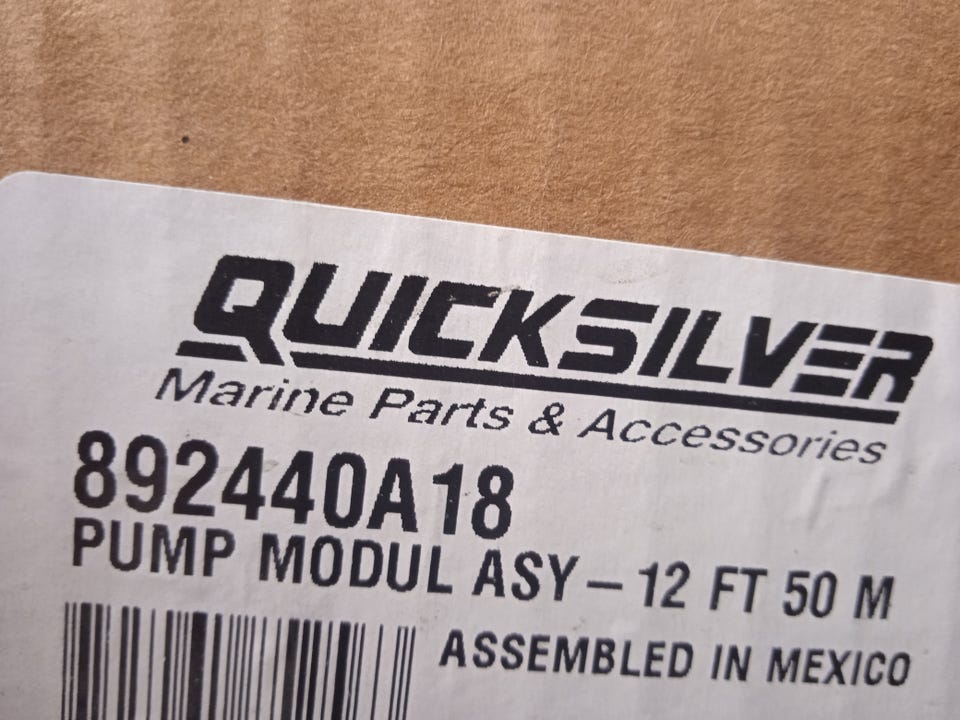 QUICKSILVER
Marine Parts & Accessories
892440A18
PUMP MODUL ASY – 12 FT 50 M
ASSEMBLED IN MEXICO